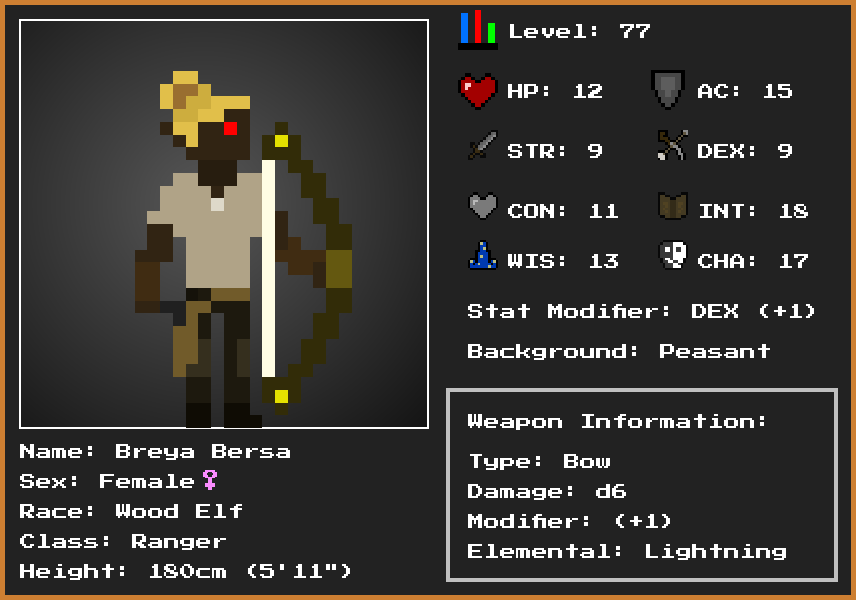 Level: 77
HP: 12 AC: 15
STR: 9 DEX: 9
CON: 11 INT: 18
WIS: 13 CHA: 17
Stat Modifier: DEX (+1)
Background: Peasant
Weapon Information:
Type: Bow
Damage: d6
Modifier: (+1)
Elemental: Lightning
Name: Breya Bersa
Sex: Female♀
Race: Wood Elf
Class: Ranger
Height: 180cm (5'11")